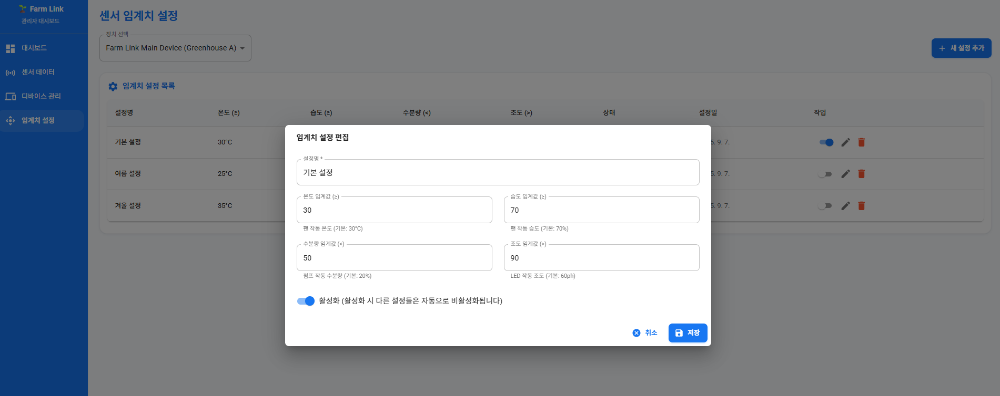 🌱 Farm Link
관리자 대시보드
대시보드
센서 데이터
디바이스 관리
임계치 설정
센서 임계치 설정
장치 선택
Farm Link Main Device (Greenhouse A)
+ 새 설정 추가
임계치 설정 목록
설정명 온도 (≥) 습도 (≥) 수분량 (<) 조도 (>) 상태 설정일 작업
기본 설정 30°C 5. 9. 7.
여름 설정 25°C 5. 9. 7.
겨울 설정 35°C 5. 9. 7.
임계치 설정 편집
설정명 *
기본 설정
온도 임계값 (≥) 습도 임계값 (≥)
30 70
팬 작동 온도 (기본: 30°C) 팬 작동 습도 (기본: 70%)
수분량 임계값 (<) 조도 임계값 (>)
50 90
펌프 작동 수분량 (기본: 20%) LED 작동 조도 (기본: 60ph)
활성화 (활성화 시 다른 설정들은 자동으로 비활성화됩니다)
취소 저장